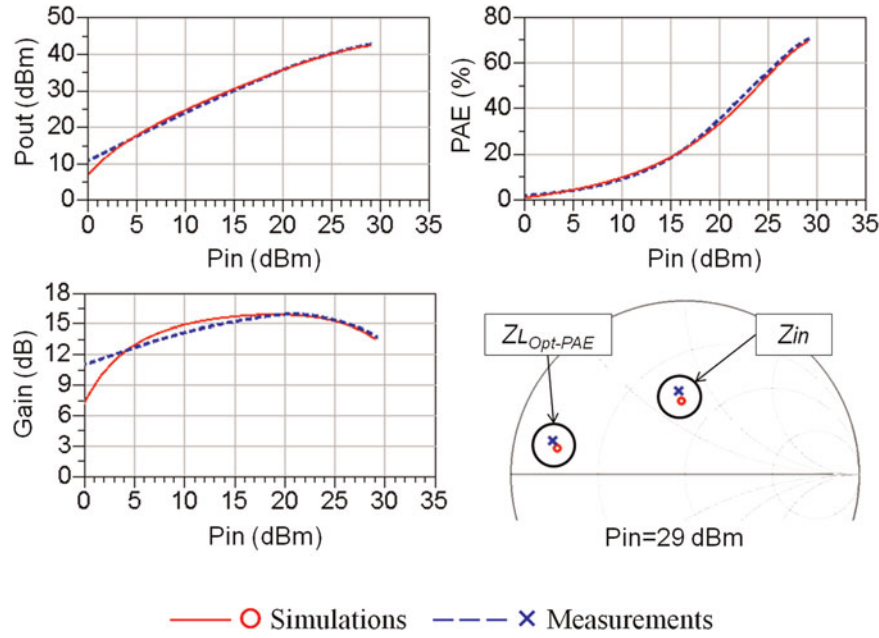 50
40
30
20
10
0
Pout (dBm)
0 5 10 15 20 25 30 35
Pin (dBm)
80
60
40
20
0
PAE (%)
0 5 10 15 20 25 30 35
Pin (dBm)
18
15
12
9
6
3
0
Gain (dB)
0 5 10 15 20 25 30 35
Pin (dBm)
ZL Opt-PAE
Zin
Pin=29 dBm
Simulations
Measurements